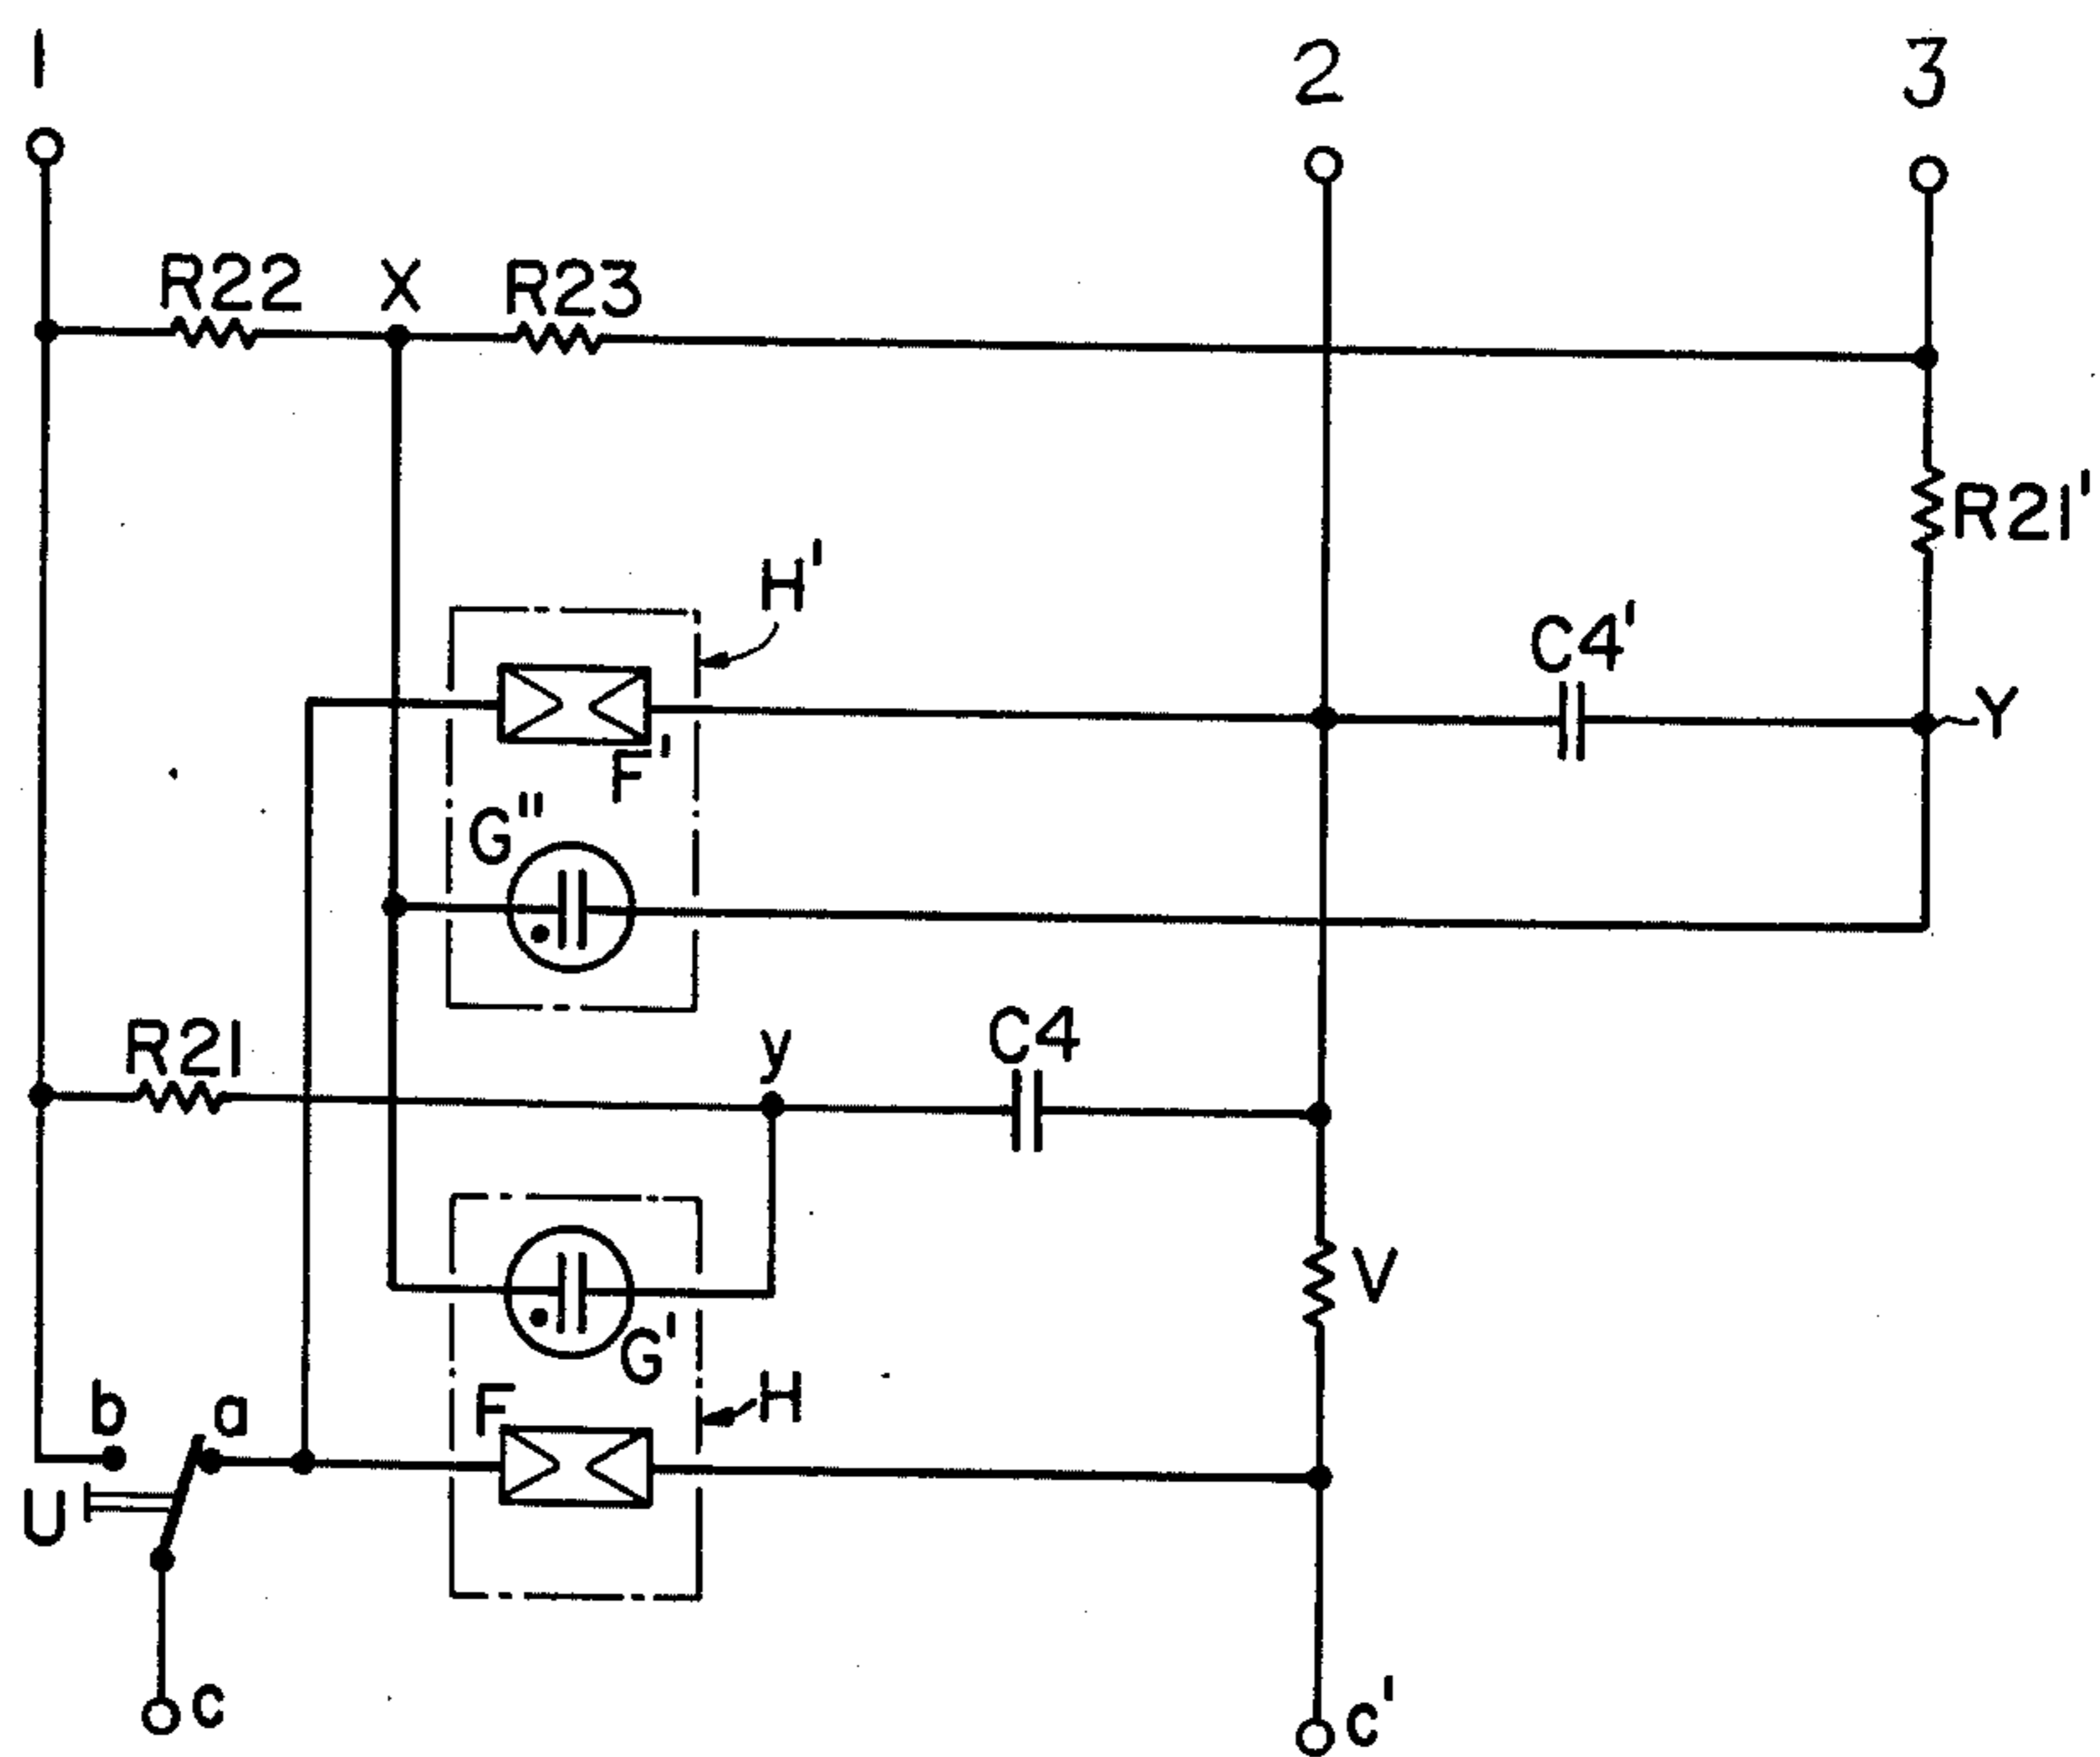 1 2 3
R22 X R23
R21'
H'
C4'
Y
F'
G"
R21 y C4
V
G'
H
F
b a
U
c c'